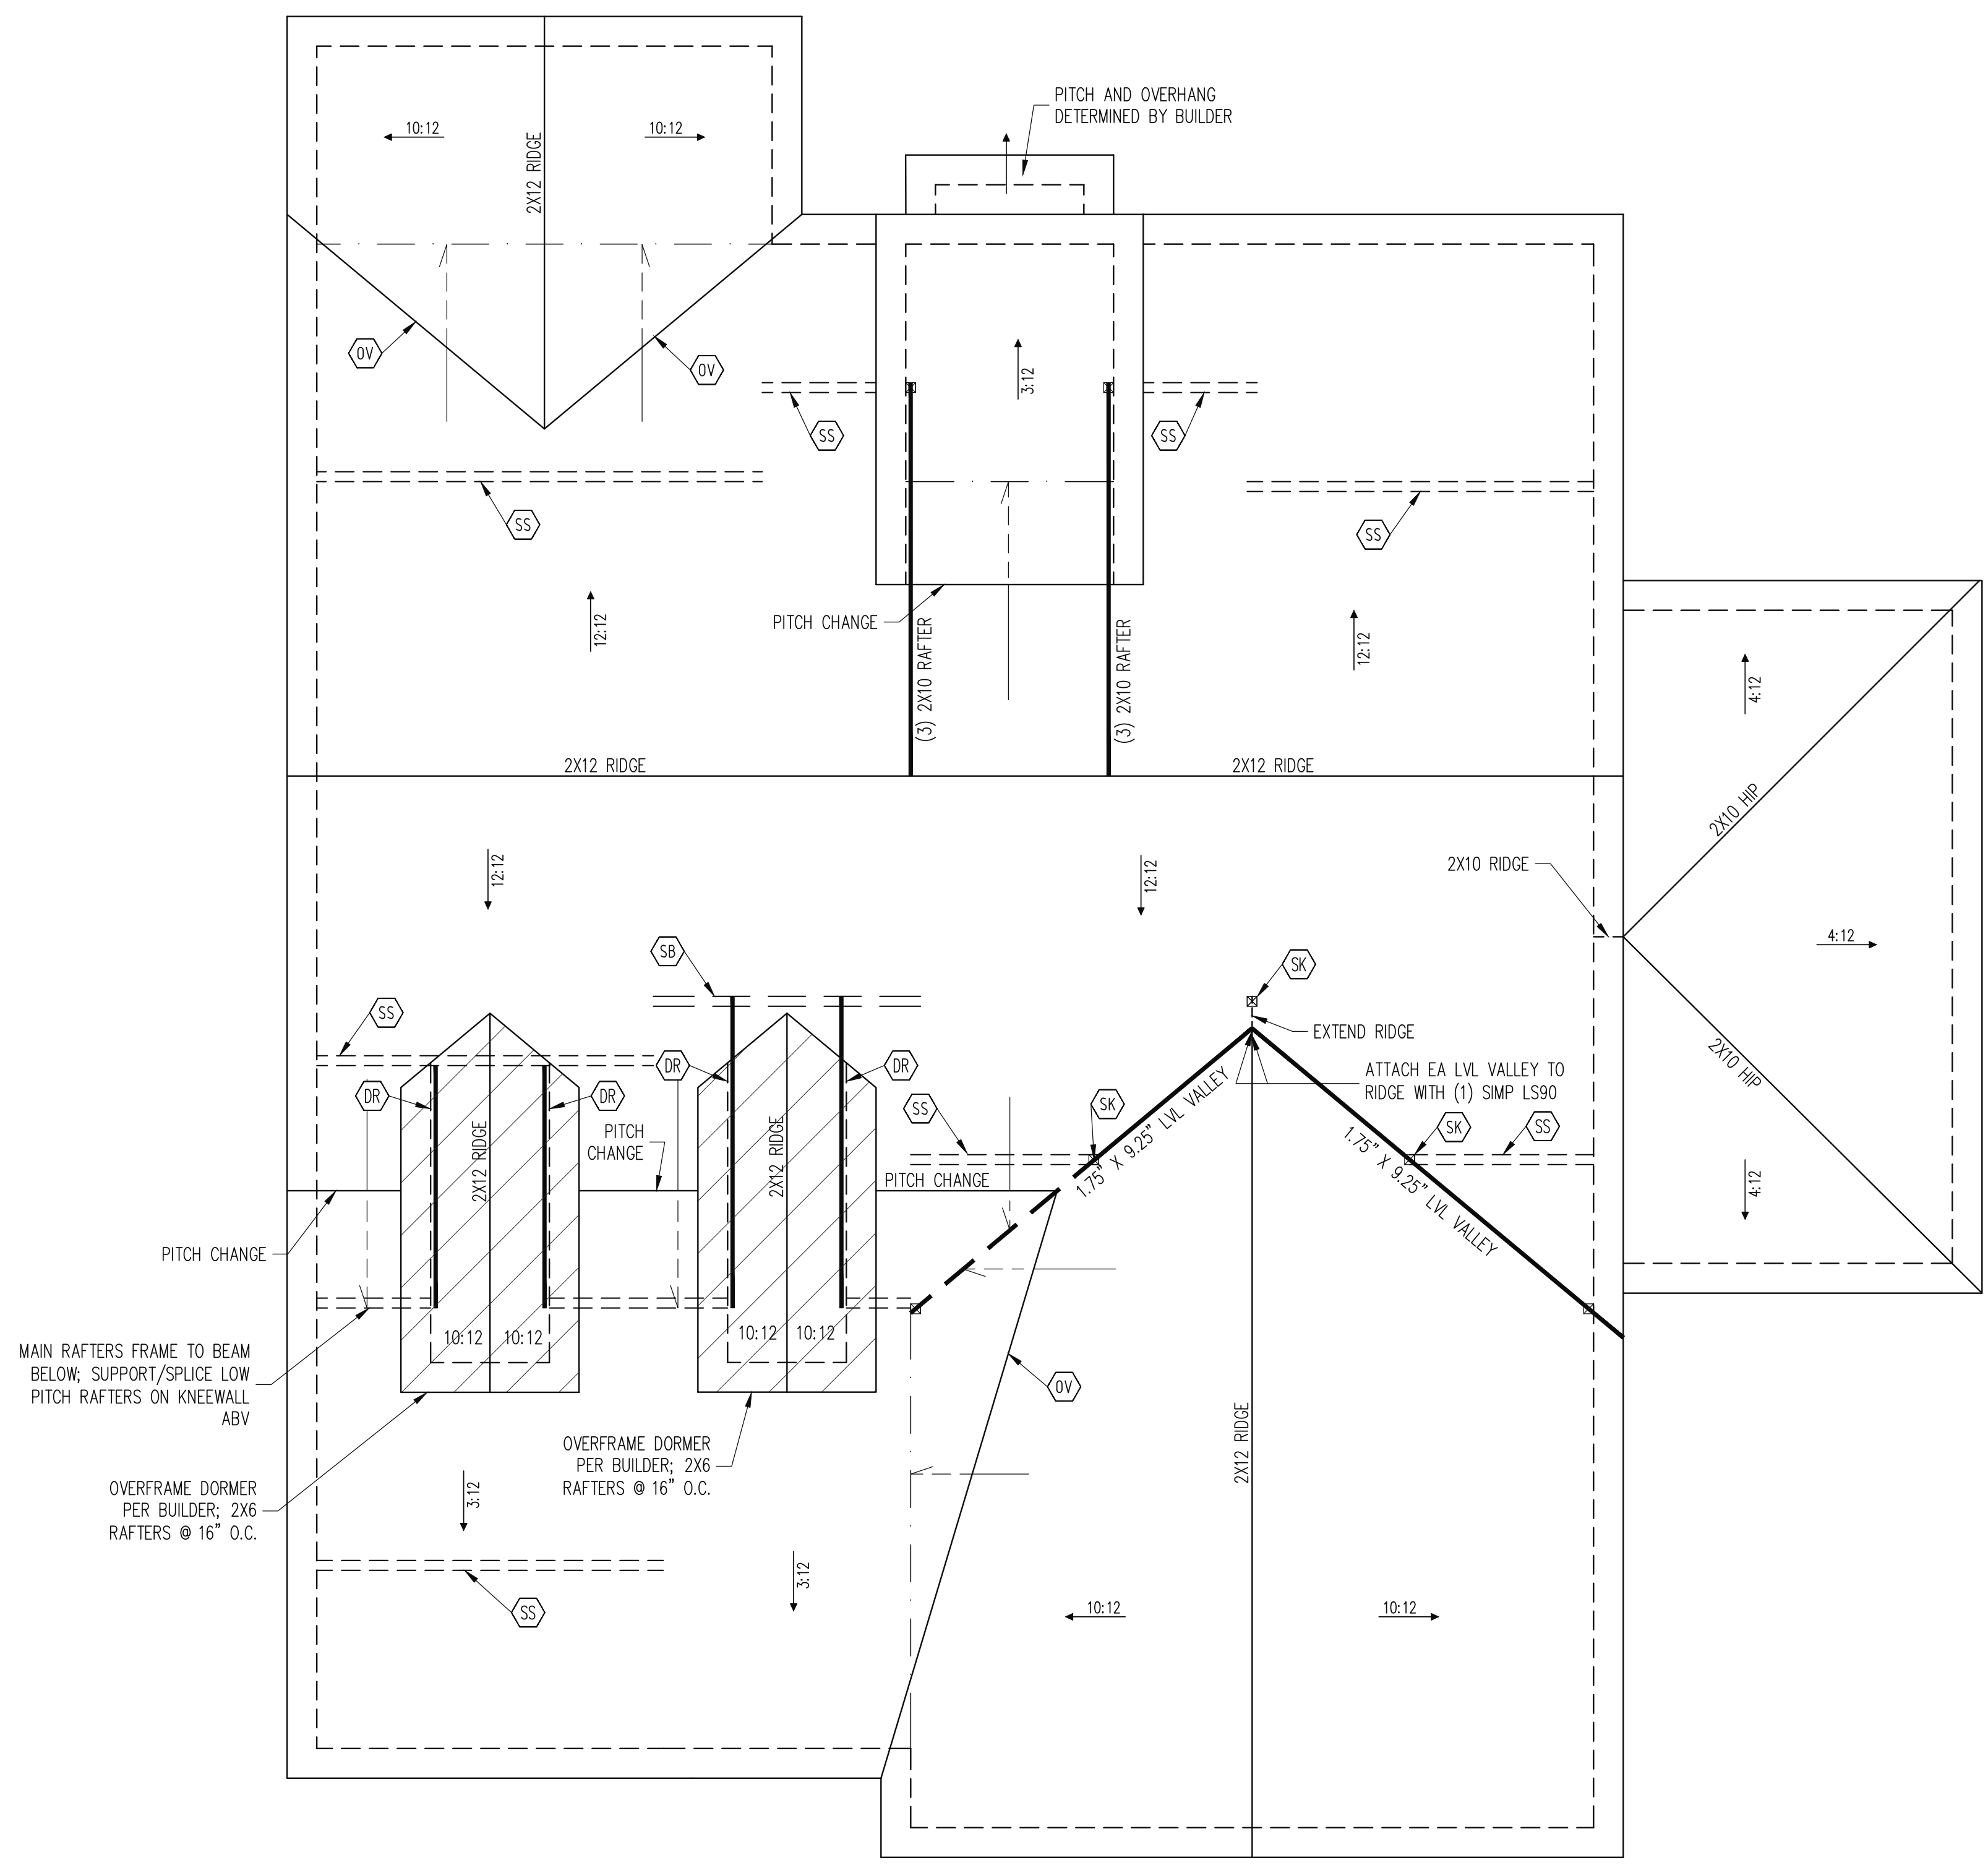 PITCH AND OVERHANG
DETERMINED BY BUILDER
10:12
10:12
2X12 RIDGE
OV
OV
3:12
SS
SS
SS
SS
PITCH CHANGE
12:12
12:12
(3) 2X10 RAFTER
(3) 2X10 RAFTER
4:12
2X12 RIDGE
2X12 RIDGE
2X10 HIP
2X10 RIDGE
12:12
12:12
4:12
SB
SK
SS
EXTEND RIDGE
2X10 HIP
DR
DR
DR
DR
ATTACH EA LVL VALLEY TO
RIDGE WITH (1) SIMP LS90
SS
SK
SK
SS
1.75" X 9.25" LVL VALLEY
1.75" X 9.25" LVL VALLEY
PITCH
CHANGE
2X12 RIDGE
2X12 RIDGE
PITCH CHANGE
4:12
PITCH CHANGE
10:12
10:12
10:12
10:12
MAIN RAFTERS FRAME TO BEAM
BELOW; SUPPORT/SPLICE LOW
PITCH RAFTERS ON KNEEWALL
ABV
OV
OVERFRAME DORMER
PER BUILDER; 2X6
RAFTERS @ 16" O.C.
2X12 RIDGE
OVERFRAME DORMER
PER BUILDER; 2X6
RAFTERS @ 16" O.C.
3:12
3:12
SS
10:12
10:12